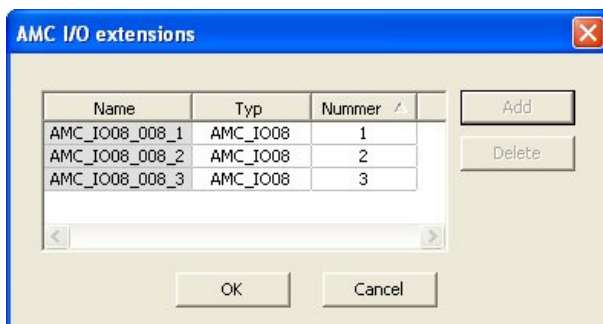 AMC I/O extensions
Name Typ Nummer
AMC_IO08_008_1 AMC_IO08 1
AMC_IO08_008_2 AMC_IO08 2
AMC_IO08_008_3 AMC_IO08 3
Add
Delete
OK Cancel